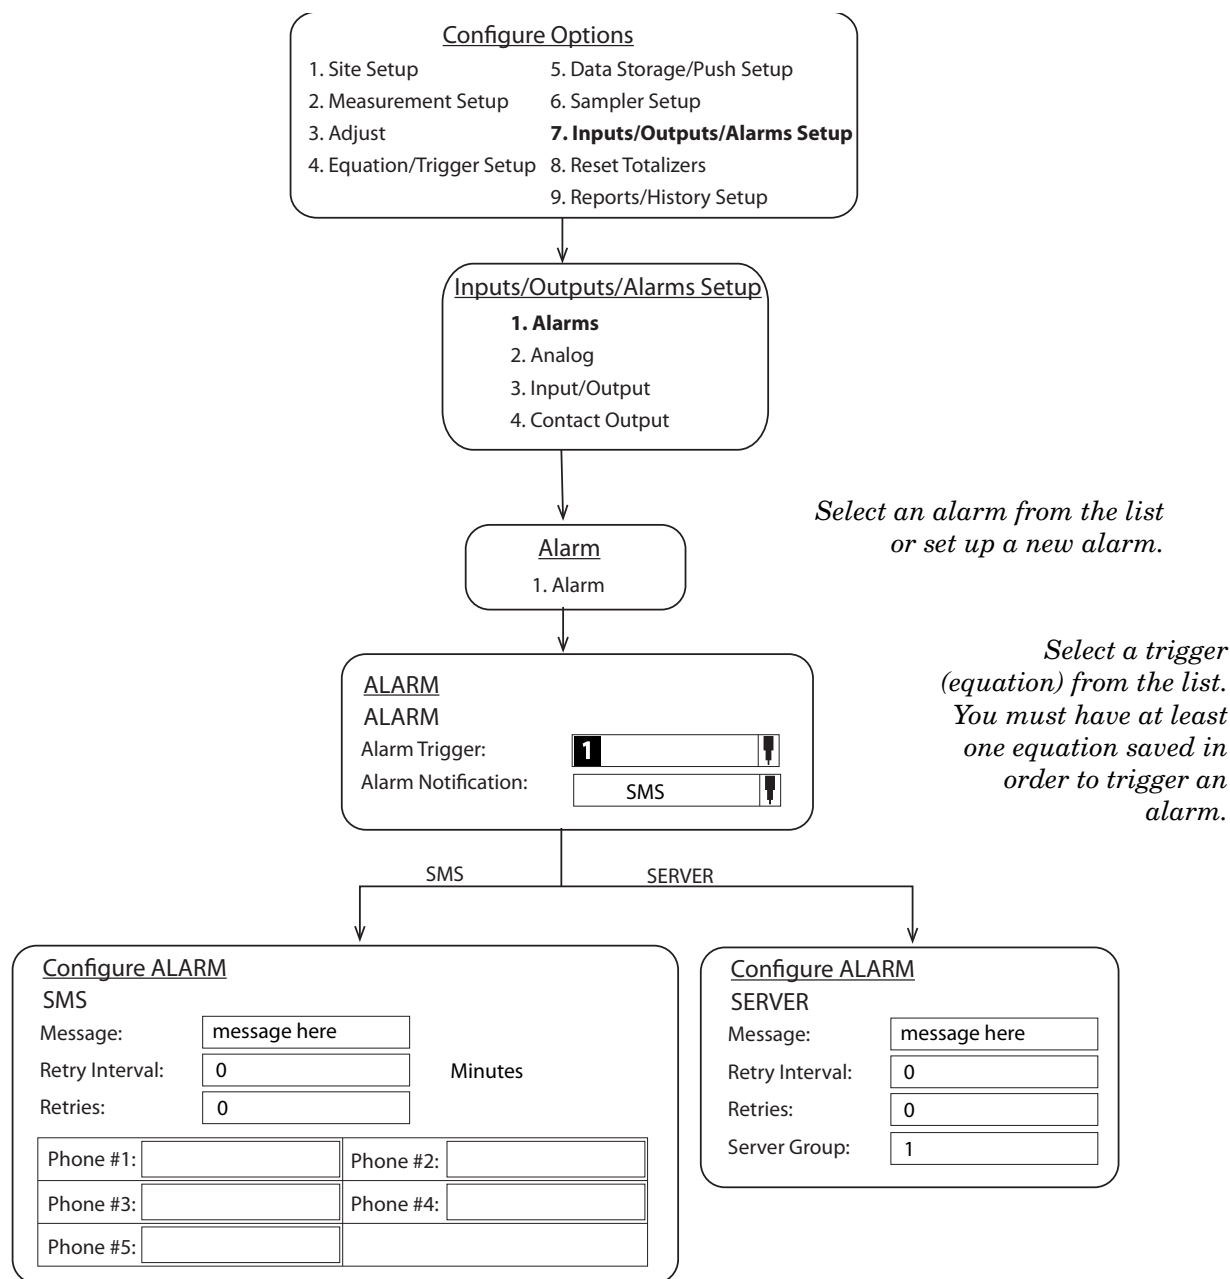 Configure Options
1. Site Setup
2. Measurement Setup
3. Adjust
4. Equation/Trigger Setup
5. Data Storage/Push Setup
6. Sampler Setup
7. Inputs/Outputs/Alarms Setup
8. Reset Totalizers
9. Reports/History Setup
Inputs/Outputs/Alarms Setup
1. Alarms
2. Analog
3. Input/Output
4. Contact Output
Select an alarm from the list
or set up a new alarm.
Alarm
1. Alarm
Select a trigger
(equation) from the list.
You must have at least
one equation saved in
order to trigger an
alarm.
ALARM
ALARM
Alarm Trigger: 1
Alarm Notification: SMS
SMS
SERVER
Configure ALARM
SMS
Message: message here
Retry Interval: 0 Minutes
Retries: 0
Phone #1: Phone #2:
Phone #3: Phone #4:
Phone #5:
Configure ALARM
SERVER
Message: message here
Retry Interval: 0
Retries: 0
Server Group: 1